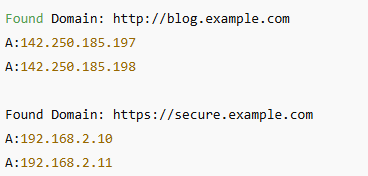 Found Domain: http://blog.example.com
A:142.250.185.197
A:142.250.185.198
Found Domain: https://secure.example.com
A:192.168.2.10
A:192.168.2.11